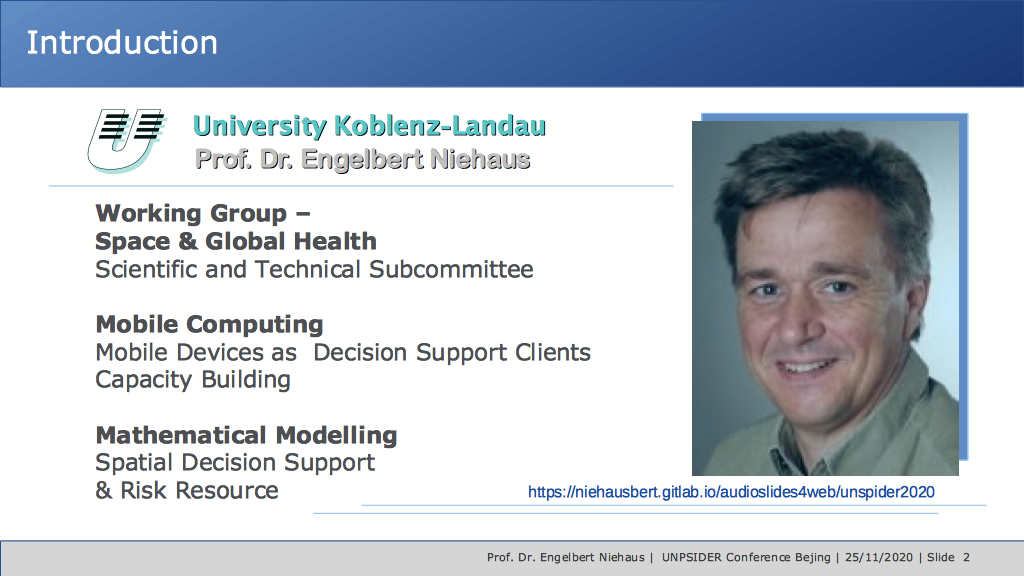 Introduction
University Koblenz-Landau
Prof. Dr. Engelbert Niehaus
Working Group –
Space & Global Health
Scientific and Technical Subcommittee
Mobile Computing
Mobile Devices as  Decision Support Clients
Capacity Building
Mathematical Modelling
Spatial Decision Support
& Risk Resource
https://niehausbert.gitlab.io/audioslides4web/unspider2020
Prof. Dr. Engelbert Niehaus |  UNPSIDER Conference Bejing | 25/11/2020 | Slide  2